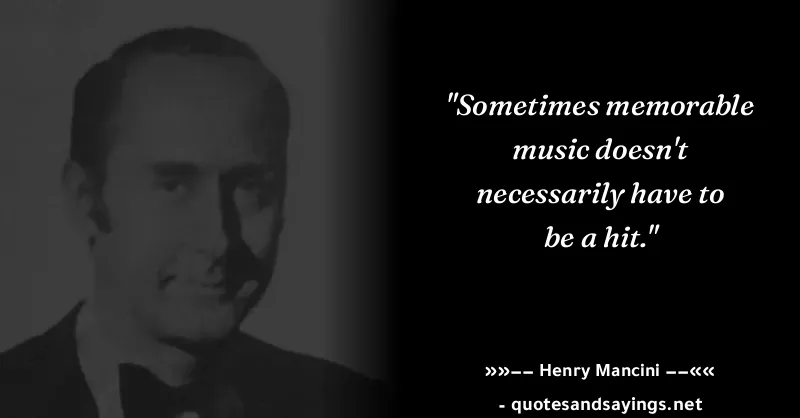 "Sometimes memorable
music doesn't
necessarily have to
be a hit."
»»−− Henry Mancini −−««
- quotesandsayings.net